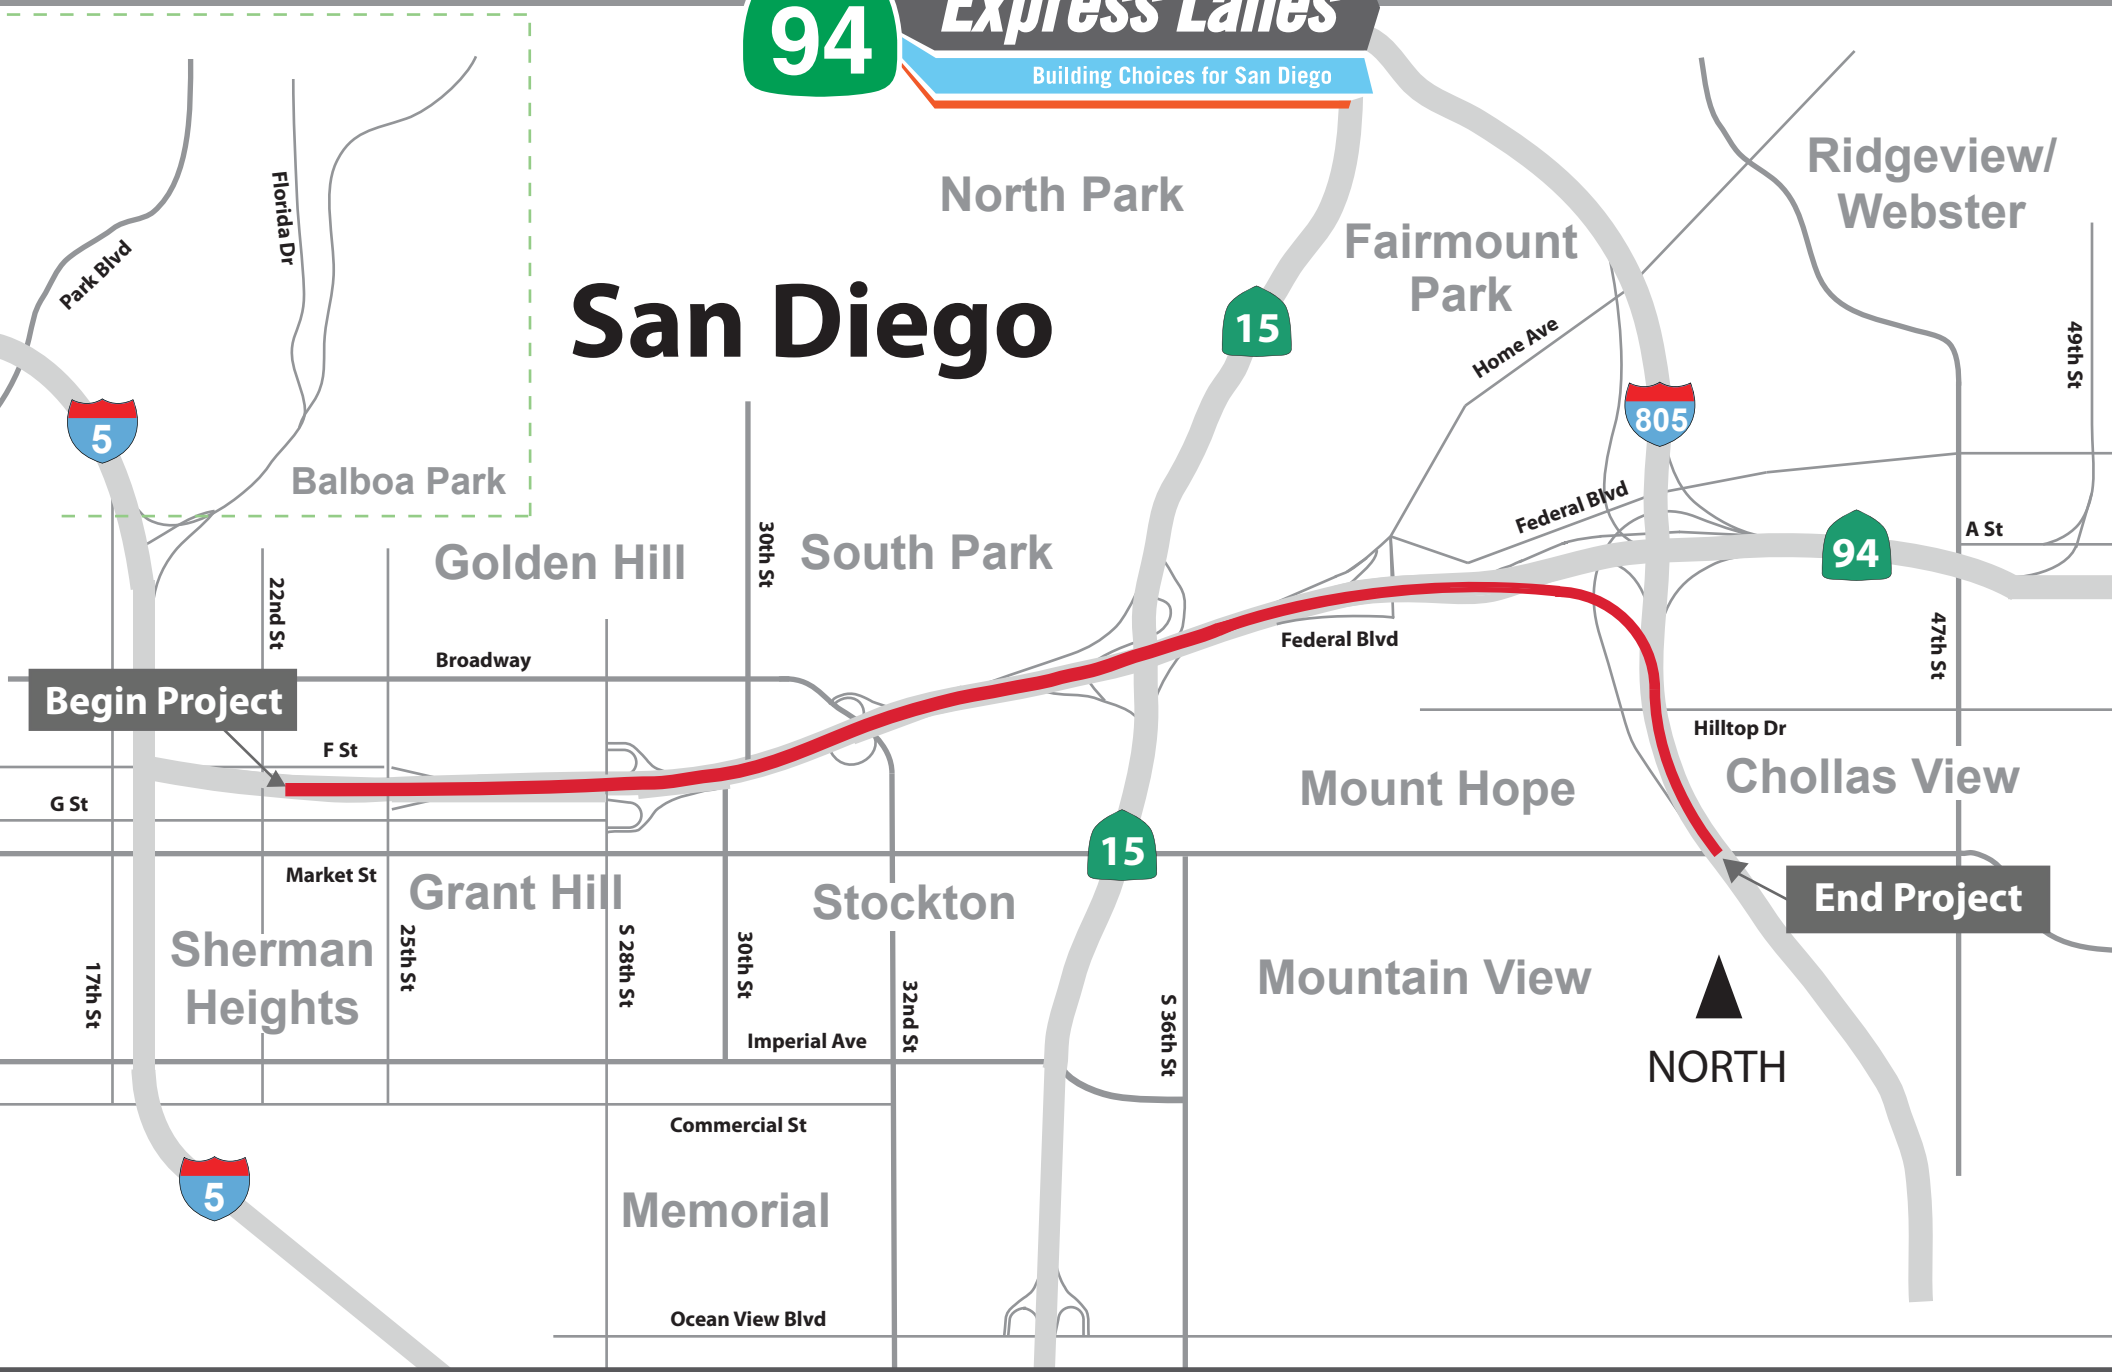 94
Express Lanes
Building Choices for San Diego
Park Blvd
Florida Dr
North Park
Ridgeview/
Webster
Fairmount
Park
San Diego
15
Home Ave
49th St
5
805
Balboa Park
Federal Blvd
30th St
South Park
Golden Hill
A St
94
22nd St
Federal Blvd
47th St
Broadway
Begin Project
Hilltop Dr
F St
Mount Hope
Chollas View
G St
15
Market St
Grant Hill
Stockton
End Project
Sherman
Heights
25th St
S 28th St
30th St
17th St
32nd St
S 36th St
Mountain View
Imperial Ave
NORTH
Commercial St
5
Memorial
Ocean View Blvd